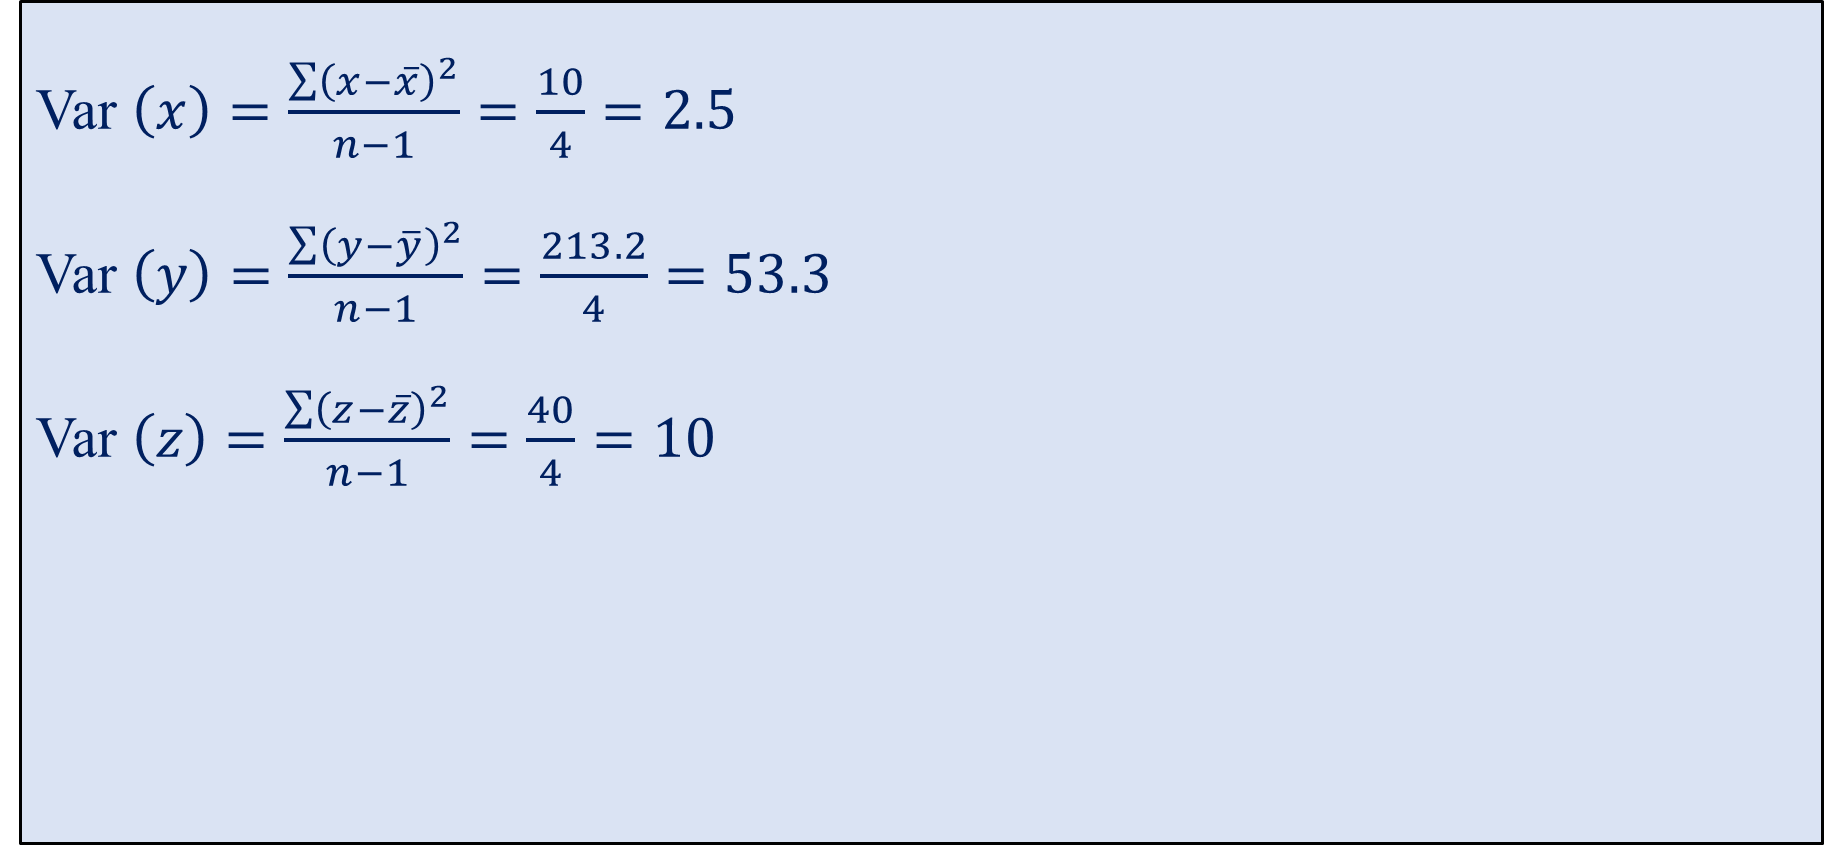 Var (x) = ∑(x−x̄)²/n−1 = 10/4 = 2.5
Var (y) = ∑(y−ȳ)²/n−1 = 213.2/4 = 53.3
Var (z) = ∑(z−z̄)²/n−1 = 40/4 = 10